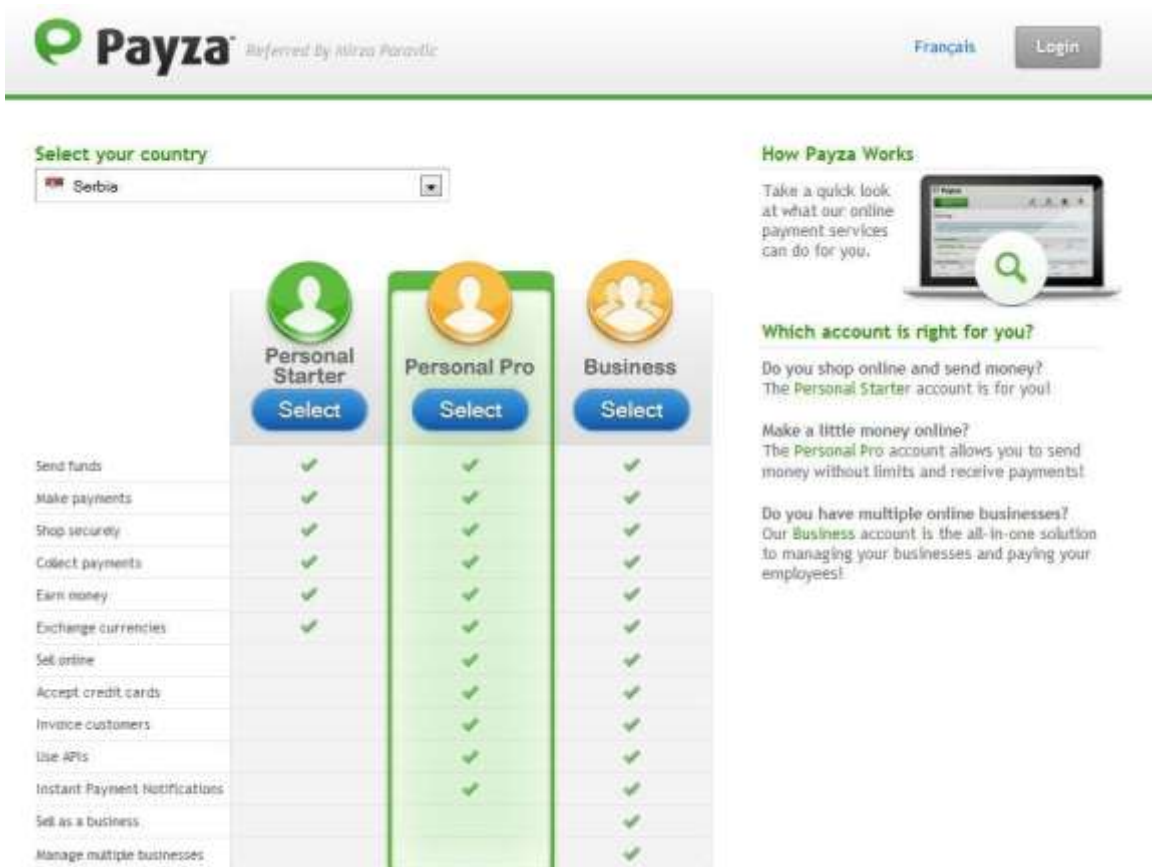 Payza™
Referred By Mirza Paravlic
Français
Login
Select your country
Serbia
Personal
Starter
Select
Personal Pro
Select
Business
Select
Send funds
Make payments
Shop securely
Collect payments
Earn money
Exchange currencies
Sell online
Accept credit cards
Invoice customers
Use APIs
Instant Payment Notifications
Sell as a business
Manage multiple businesses
How Payza Works
Take a quick look
at what our online
payment services
can do for you.
Payza
Which account is right for you?
Do you shop online and send money?
The Personal Starter account is for you!
Make a little money online?
The Personal Pro account allows you to send
money without limits and receive payments!
Do you have multiple online businesses?
Our Business account is the all-in-one solution
to managing your businesses and paying your
employees!